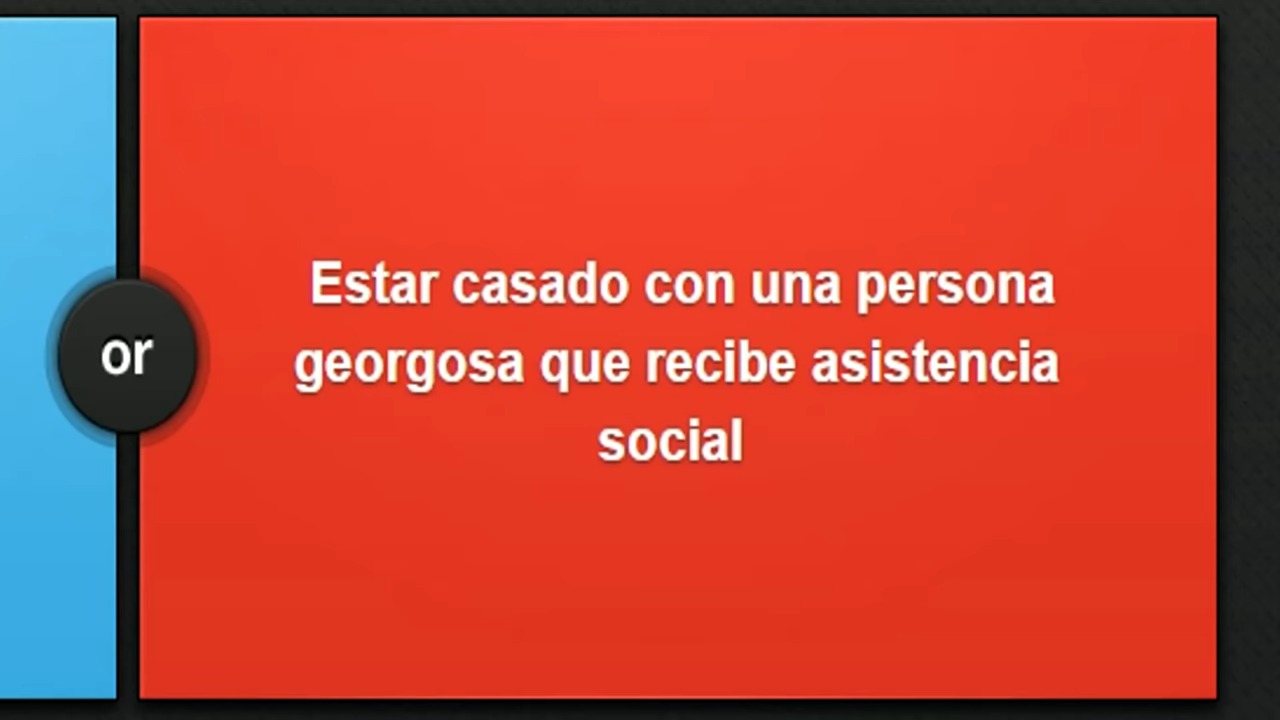 or
Estar casado con una persona
georgosa que recibe asistencia
social